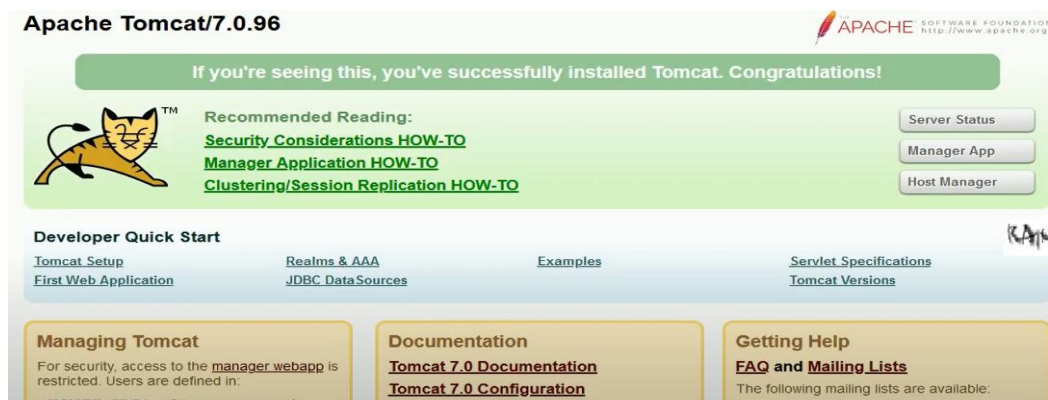 Apache Tomcat/7.0.96
THE
APACHE SOFTWARE FOUNDATION
http://www.apache.org
If you're seeing this, you've successfully installed Tomcat. Congratulations!
TM
Recommended Reading:
Security Considerations HOW-TO
Manager Application HOW-TO
Clustering/Session Replication HOW-TO
Server Status
Manager App
Host Manager
Developer Quick Start
Tomcat Setup
First Web Application
Realms & AAA
JDBC DataSources
Examples
Servlet Specifications
Tomcat Versions
Managing Tomcat
For security, access to the manager webapp is
restricted. Users are defined in:
Documentation
Tomcat 7.0 Documentation
Tomcat 7.0 Configuration
Getting Help
FAQ and Mailing Lists
The following mailing lists are available: